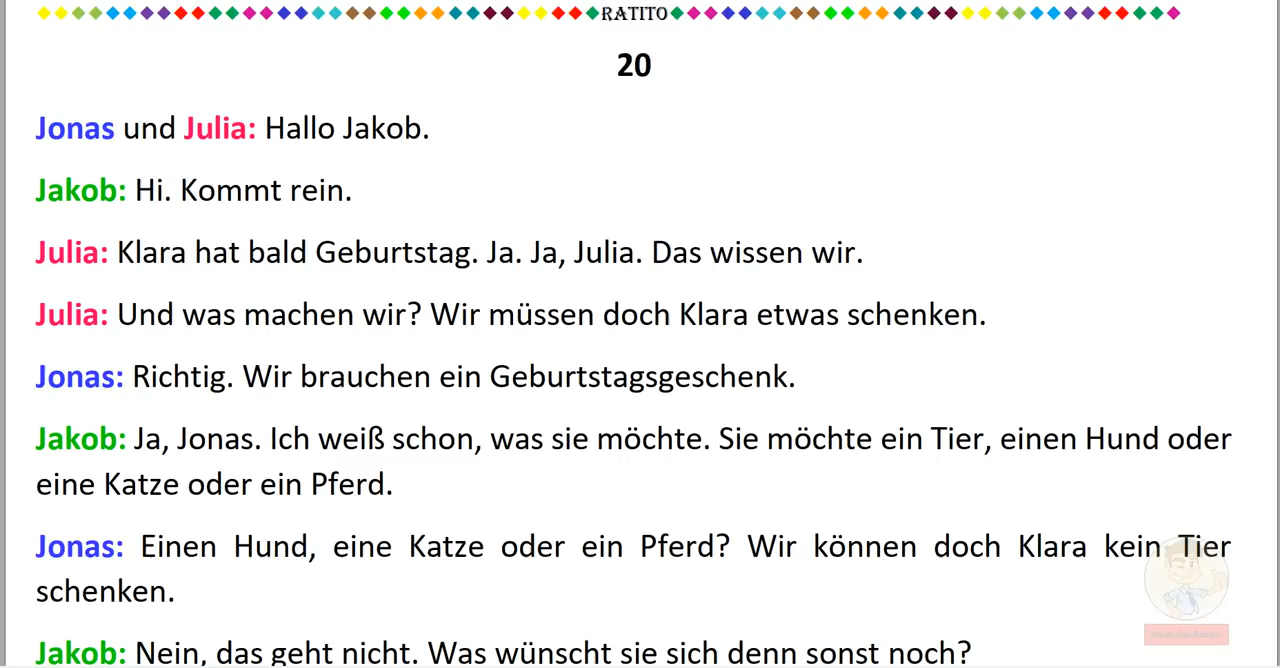 RATITO
20
Jonas und Julia: Hallo Jakob.
Jakob: Hi. Kommt rein.
Julia: Klara hat bald Geburtstag. Ja. Ja, Julia. Das wissen wir.
Julia: Und was machen wir? Wir müssen doch Klara etwas schenken.
Jonas: Richtig. Wir brauchen ein Geburtstagsgeschenk.
Jakob: Ja, Jonas. Ich weiß schon, was sie möchte. Sie möchte ein Tier, einen Hund oder
eine Katze oder ein Pferd.
Jonas: Einen Hund, eine Katze oder ein Pferd? Wir können doch Klara kein Tier
schenken.
Jakob: Nein, das geht nicht. Was wünscht sie sich denn sonst noch?